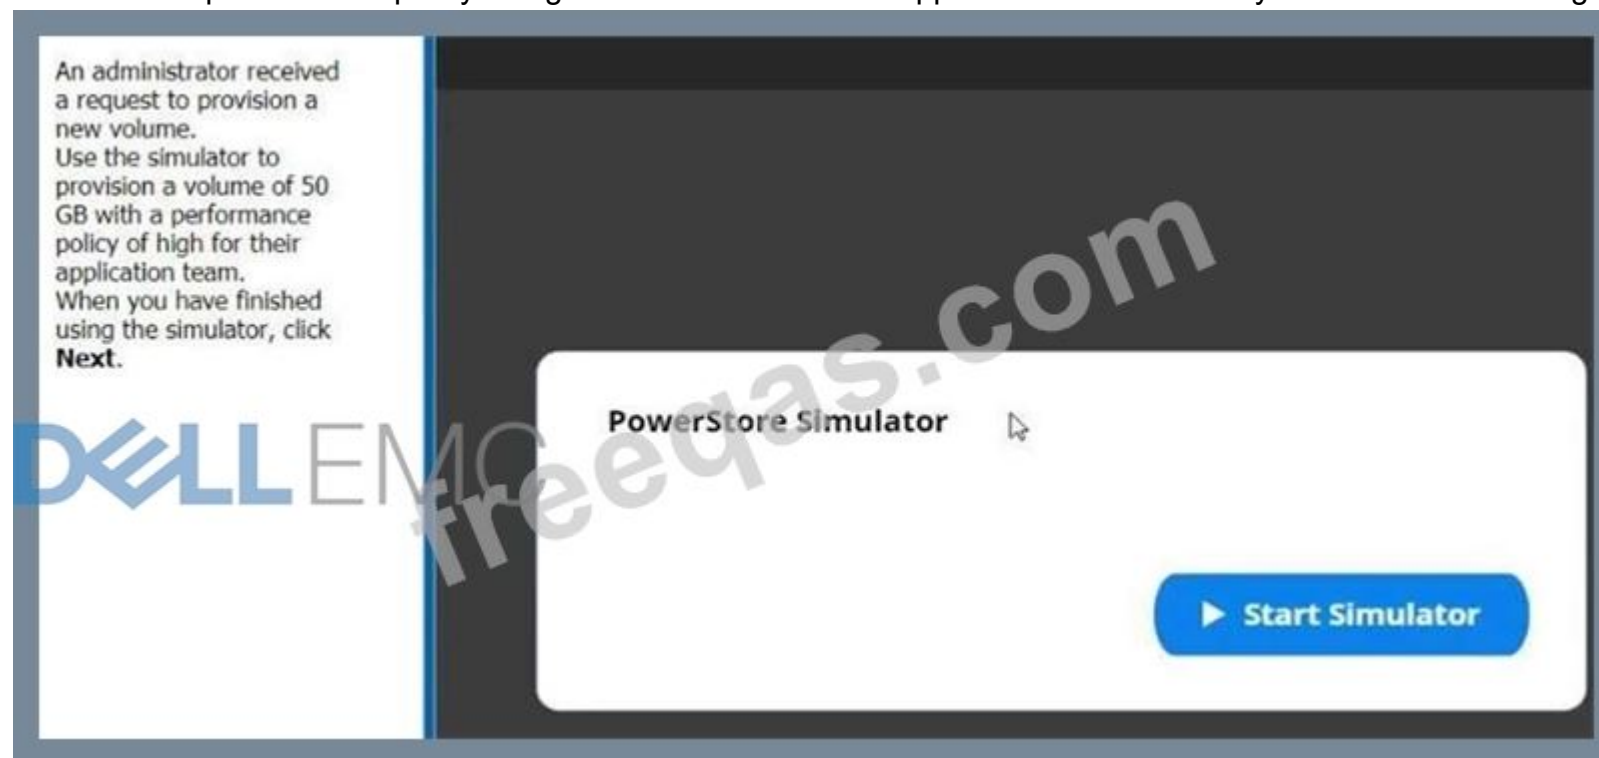 An administrator received
a request to provision a
new volume.
Use the simulator to
provision a volume of 50
GB with a performance
policy of high for their
application team.
When you have finished
using the simulator, click
Next.
PowerStore Simulator
Start Simulator
DELLEMC
freeqas.com